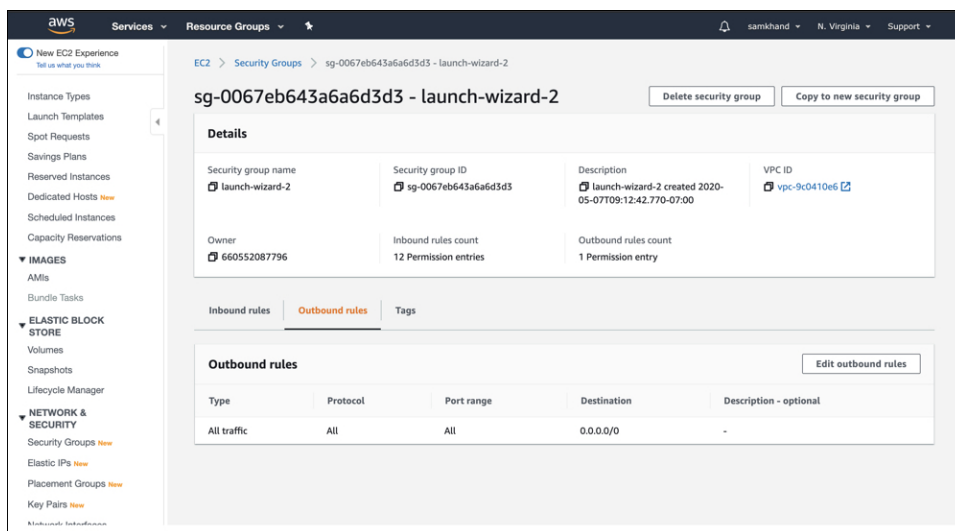 aws
Services
Resource Groups
samkhand
N. Virginia
Support
New EC2 Experience
Tell us what you think
Instance Types
Launch Templates
Spot Requests
Savings Plans
Reserved Instances
Dedicated Hosts New
Scheduled Instances
Capacity Reservations
IMAGES
AMIs
Bundle Tasks
ELASTIC BLOCK
STORE
Volumes
Snapshots
Lifecycle Manager
NETWORK &
SECURITY
Security Groups New
Elastic IPs New
Placement Groups New
Key Pairs New
Network Interfaces
EC2 > Security Groups > sg-0067eb643a6a6d3d3 - launch-wizard-2
sg-0067eb643a6a6d3d3 - launch-wizard-2
Delete security group
Copy to new security group
Details
Security group name
launch-wizard-2
Security group ID
sg-0067eb643a6a6d3d3
Description
launch-wizard-2 created 2020-
05-07T09:12:42.770-07:00
VPC ID
vpc-9c0410e6
Owner
660552087796
Inbound rules count
12 Permission entries
Outbound rules count
1 Permission entry
Inbound rules
Outbound rules
Tags
Outbound rules
Edit outbound rules
Type Protocol Port range Destination Description - optional
All traffic All All 0.0.0.0/0 -